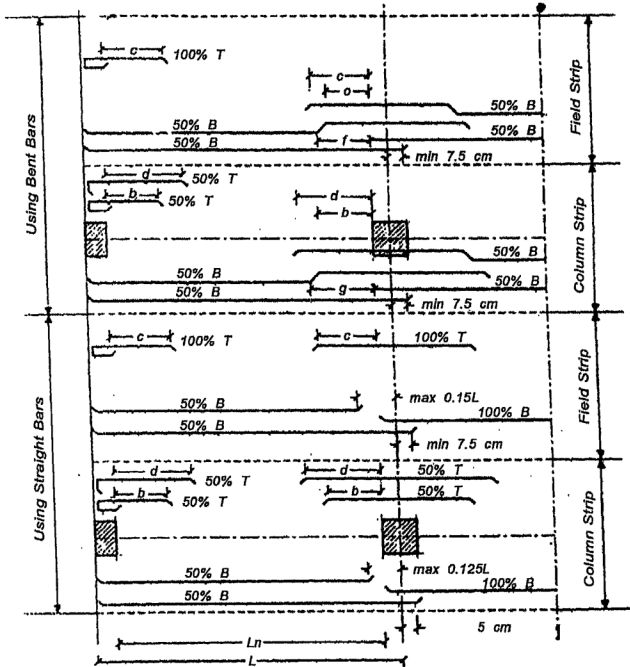 Using Bent Bars
Using Straight Bars
Field Strip
Column Strip
Field Strip
Column Strip
c 100% T
c
o
50% B
50% B
50% B
50% B
f
min 7.5 cm
d 50% T
b 50% T
d
b
50% B
50% B
50% B
50% B
g
min 7.5 cm
c 100% T
c 100% T
max 0.15L
50% B
100% B
50% B
min 7.5 cm
d 50% T
b 50% T
d 50% T
b 50% T
max 0.125L
50% B
100% B
50% B
5 cm
Ln
L